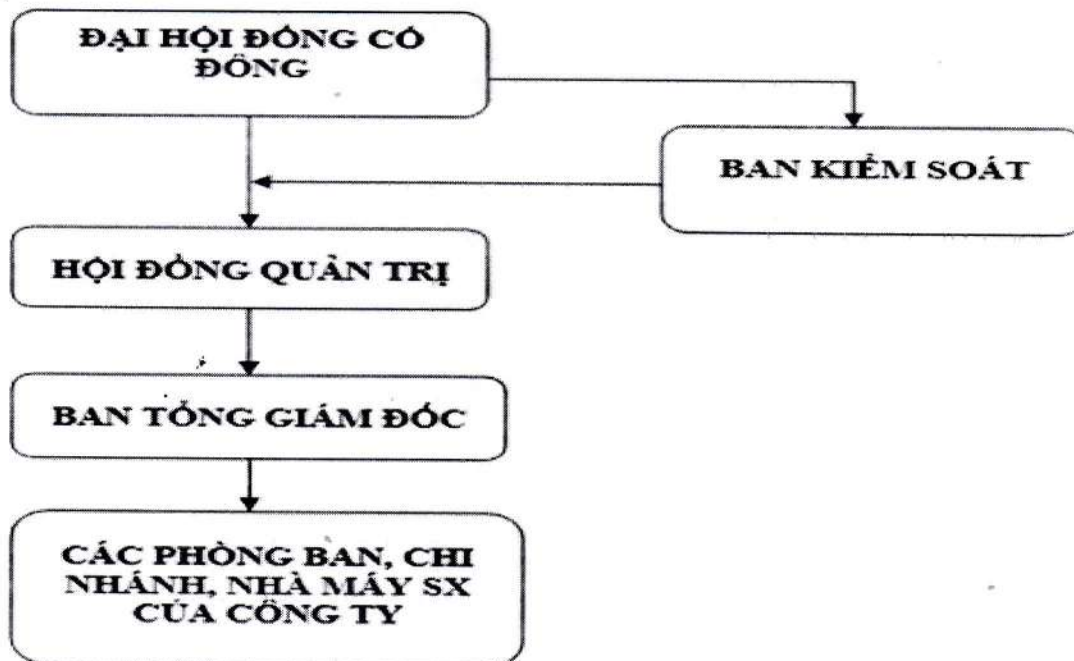 ĐẠI HỘI ĐỒNG CỔ
ĐÔNG
BAN KIỂM SOÁT
HỘI ĐỒNG QUẢN TRỊ
BAN TỔNG GIÁM ĐỐC
CÁC PHÒNG BAN, CHI
NHÁNH, NHÀ MÁY SX
CỦA CÔNG TY